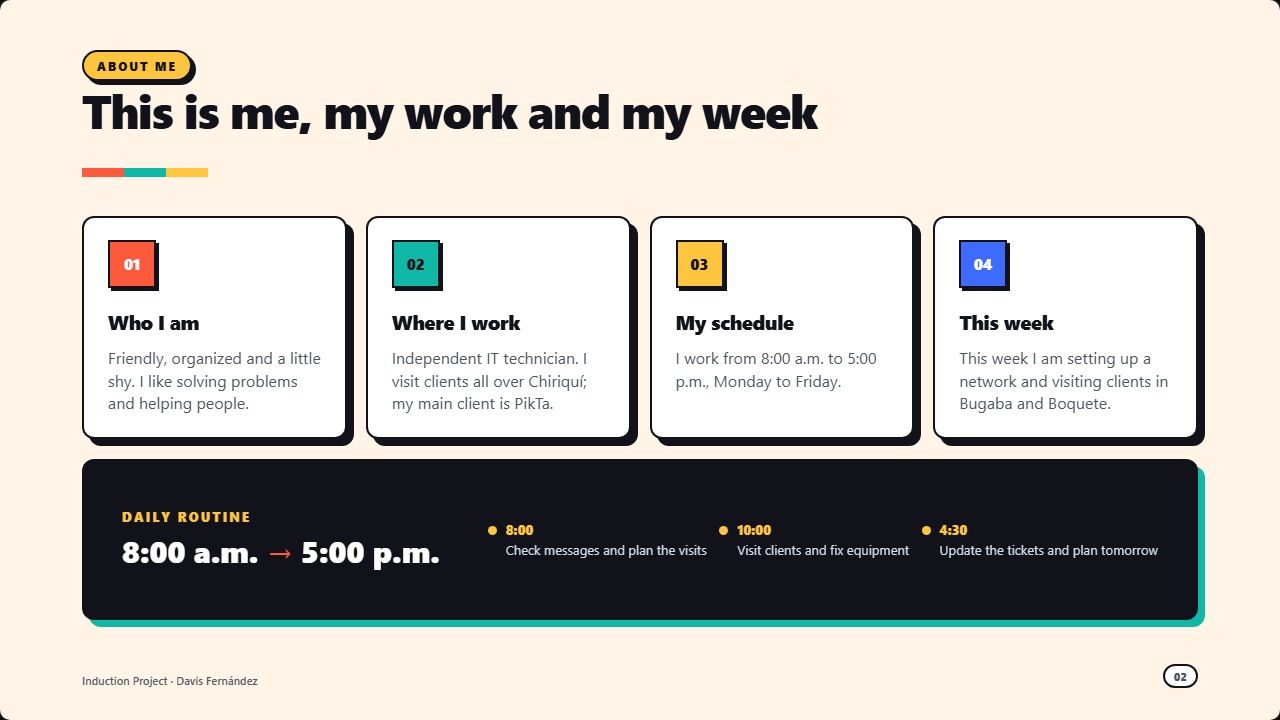 ABOUT ME
This is me, my work and my week
01
Who I am
Friendly, organized and a little
shy. I like solving problems
and helping people.
02
Where I work
Independent IT technician. I
visit clients all over Chiriquí;
my main client is PikTa.
03
My schedule
I work from 8:00 a.m. to 5:00
p.m., Monday to Friday.
04
This week
This week I am setting up a
network and visiting clients in
Bugaba and Boquete.
DAILY ROUTINE
8:00 a.m. → 5:00 p.m.
8:00
Check messages and plan the visits
10:00
Visit clients and fix equipment
4:30
Update the tickets and plan tomorrow
Induction Project · Davis Fernández
02